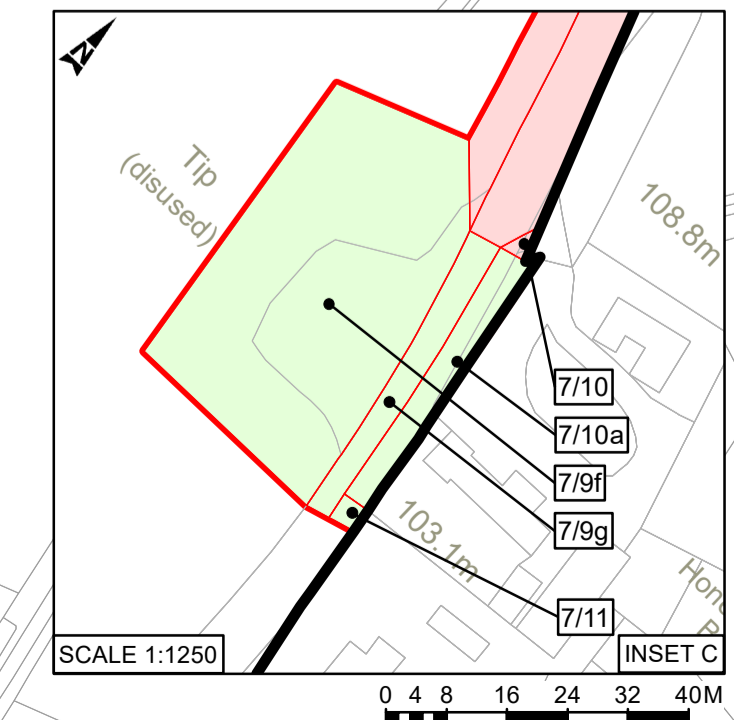 N
Tip
(disused)
108.8m
7/10
7/10a
7/9f
7/9g
103.1m
7/11
SCALE 1:1250
INSET C
0 4 8 16 24 32 40M